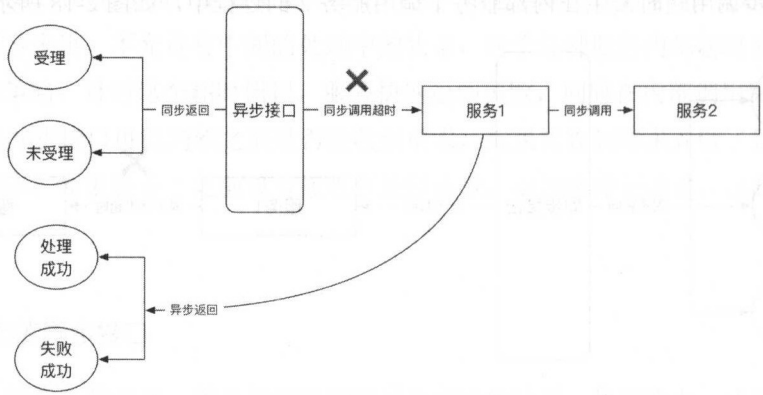 受理
同步返回
异步接口
同步调用超时
服务1
同步调用
服务2
未受理
处理
成功
异步返回
失败
成功